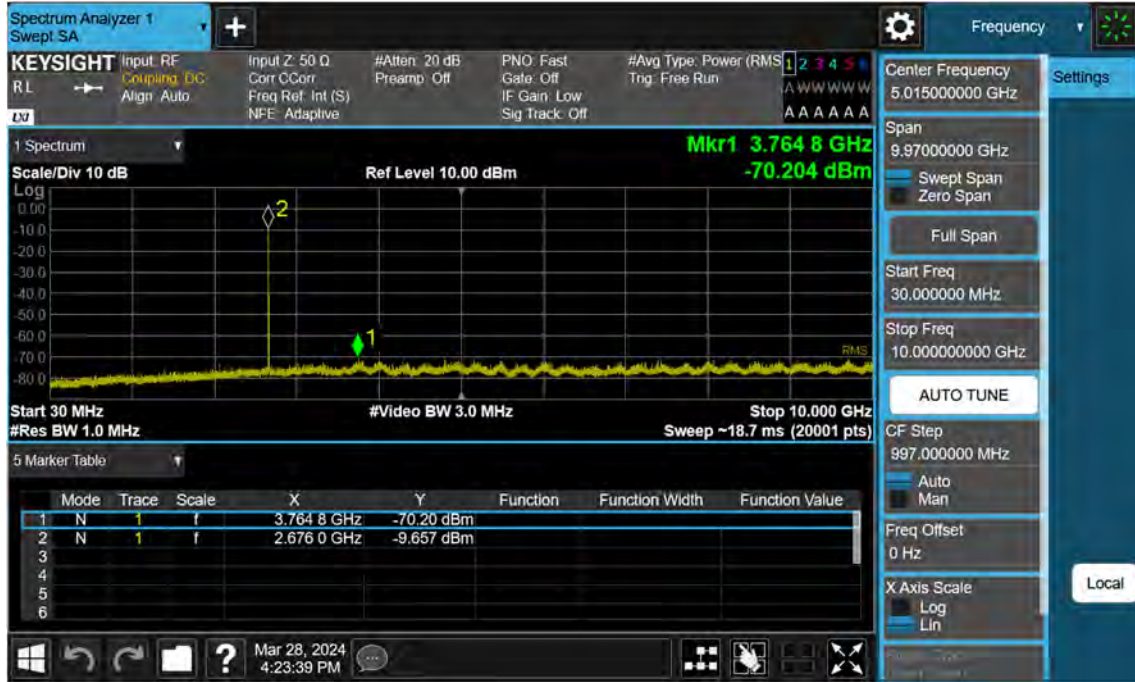 Spectrum Analyzer 1
Swept SA
Frequency
KEYSIGHT
R L
LXI
Input: RF
Coupling: DC
Align: Auto
Input Z: 50 Ω
Corr CCorr
Freq Ref: Int (S)
NFE: Adaptive
#Atten: 20 dB
Preamp: Off
PNO: Fast
Gate: Off
IF Gain: Low
Sig Track: Off
#Avg Type: Power (RMS
Trig: Free Run
1 2 3 4 5 6
A W W W W W
A A A A A A
1 Spectrum
Scale/Div 10 dB
Ref Level 10.00 dBm
Mkr1 3.764 8 GHz
-70.204 dBm
Log
0.00
-10.0
-20.0
-30.0
-40.0
-50.0
-60.0
-70.0
-80.0
2
1
RMS
Start 30 MHz
#Video BW 3.0 MHz
Stop 10.000 GHz
#Res BW 1.0 MHz
Sweep ~18.7 ms (20001 pts)
5 Marker Table
Mode Trace Scale X Y Function Function Width Function Value
1 N 1 f 3.764 8 GHz -70.20 dBm
2 N 1 f 2.676 0 GHz -9.657 dBm
3
4
5
6
?
Mar 28, 2024
4:23:39 PM
Center Frequency
5.015000000 GHz
Span
9.97000000 GHz
Swept Span
Zero Span
Full Span
Start Freq
30.000000 MHz
Stop Freq
10.000000000 GHz
AUTO TUNE
CF Step
997.000000 MHz
Auto
Man
Freq Offset
0 Hz
X Axis Scale
Log
Lin
Settings
Local